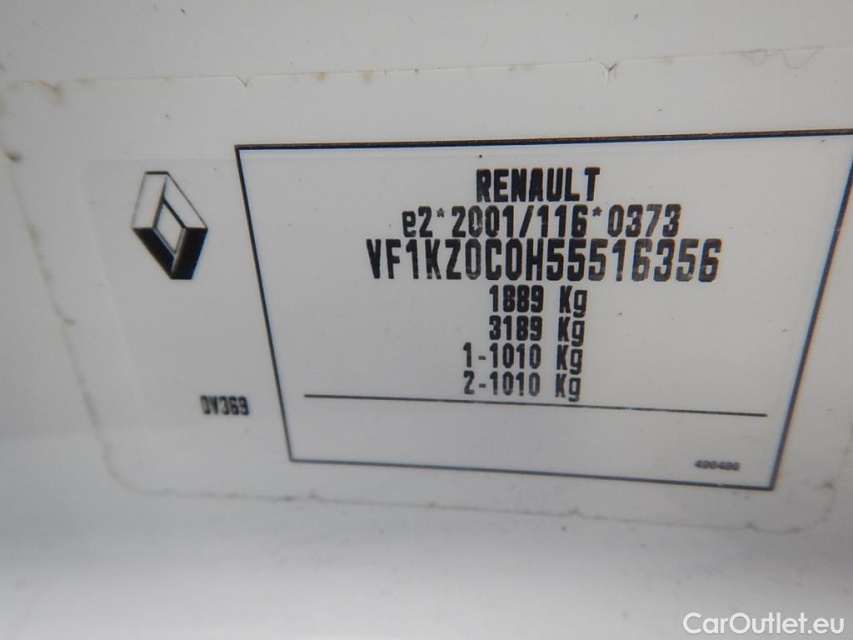 RENAULT
e2*2001/116*0373
VF1KZ0C0H55516356
1889 Kg
3189 Kg
1-1010 Kg
2-1010 Kg
0V369
496486
CarOutlet.eu